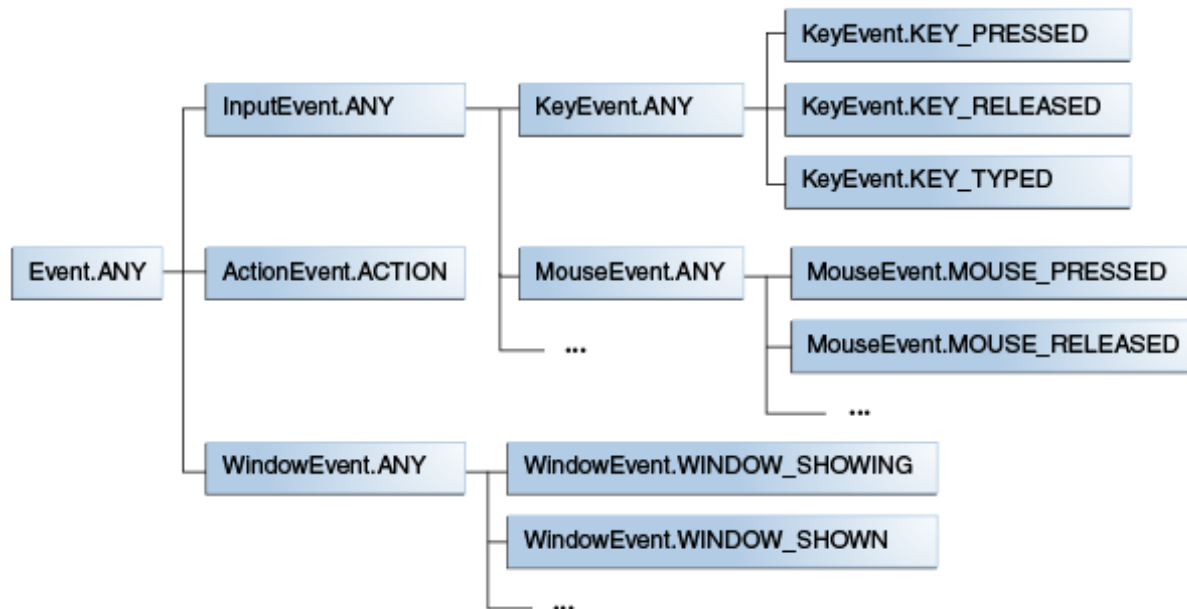 KeyEvent.KEY_PRESSED
InputEvent.ANY
KeyEvent.ANY
KeyEvent.KEY_RELEASED
KeyEvent.KEY_TYPED
Event.ANY
ActionEvent.ACTION
MouseEvent.ANY
MouseEvent.MOUSE_PRESSED
...
MouseEvent.MOUSE_RELEASED
...
WindowEvent.ANY
WindowEvent.WINDOW_SHOWING
WindowEvent.WINDOW_SHOWN
...